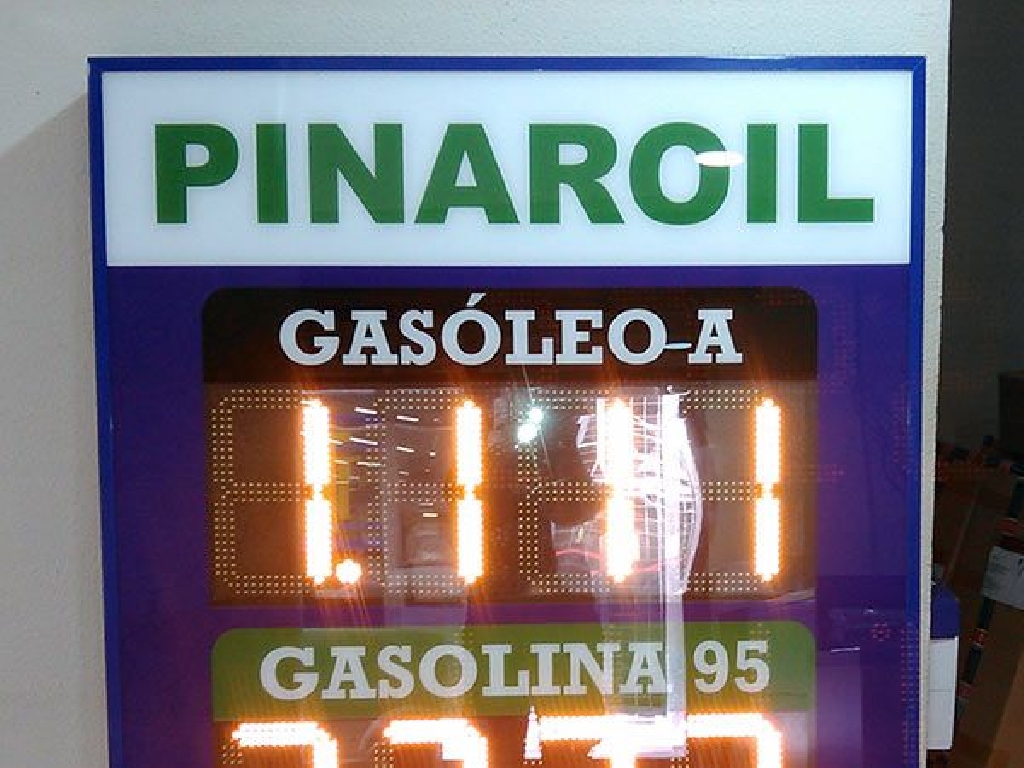 PINAROIL
GASÓLEO-A
1.111
GASOLINA 95